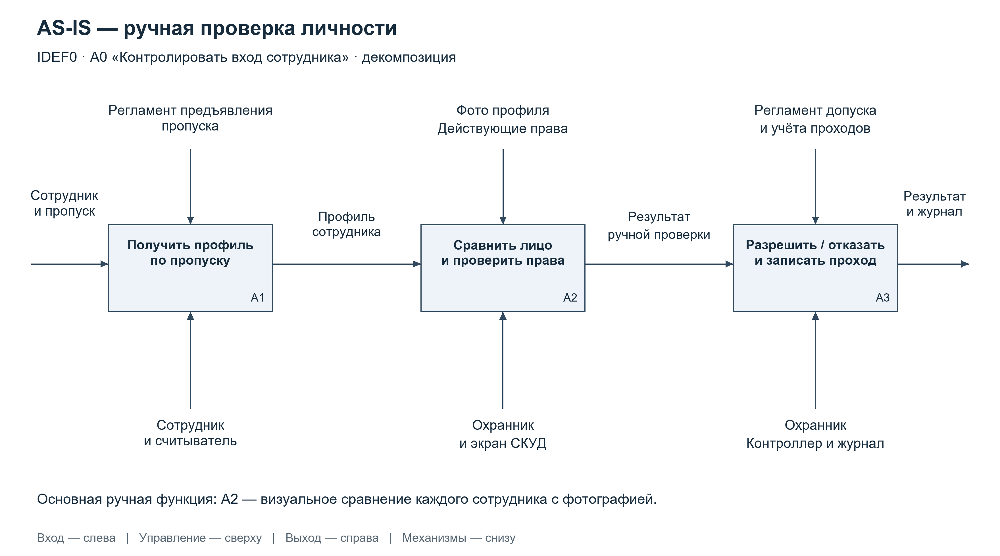 AS-IS — ручная проверка личности
IDEF0 · A0 «Контролировать вход сотрудника» · декомпозиция
Регламент предъявления
пропуска
Фото профиля
Действующие права
Регламент допуска
и учёта проходов
Сотрудник
и пропуск
Профиль
сотрудника
Результат
ручной проверки
Результат
и журнал
Получить профиль
по пропуску
A1
Сравнить лицо
и проверить права
A2
Разрешить / отказать
и записать проход
A3
Сотрудник
и считыватель
Охранник
и экран СКУД
Охранник
Контроллер и журнал
Основная ручная функция: A2 — визуальное сравнение каждого сотрудника с фотографией.
Вход — слева | Управление — сверху | Выход — справа | Механизмы — снизу